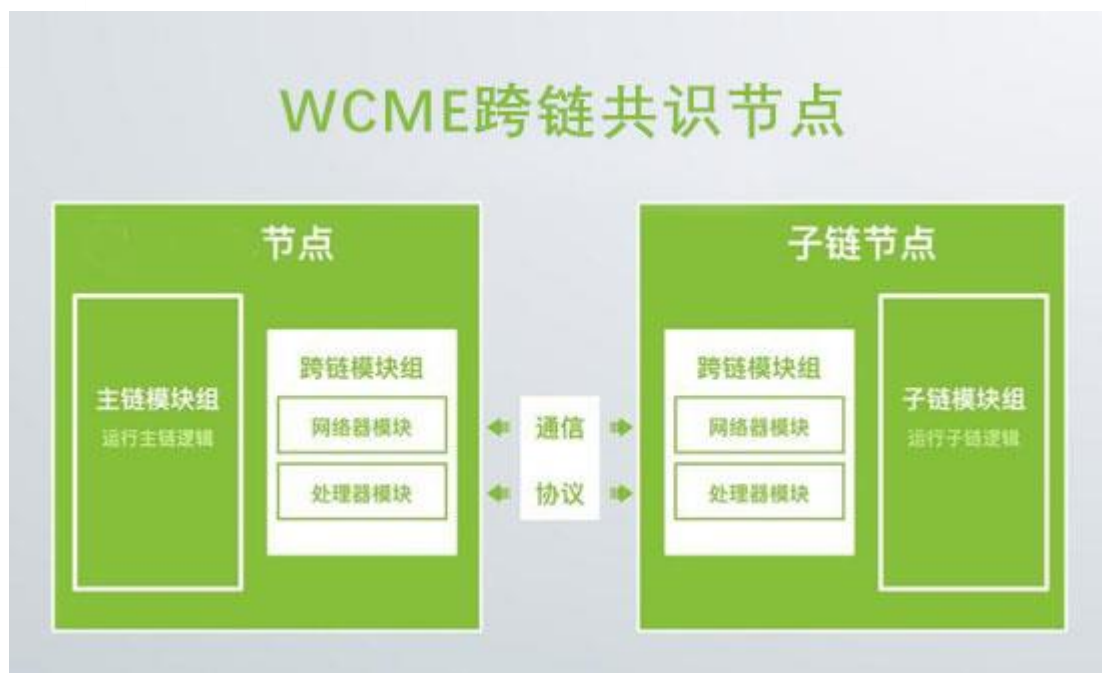 WCME跨链共识节点
节点
主链模块组
运行主链逻辑
跨链模块组
网络器模块
处理器模块
通信
协议
子链节点
跨链模块组
网络器模块
处理器模块
子链模块组
运行子链逻辑